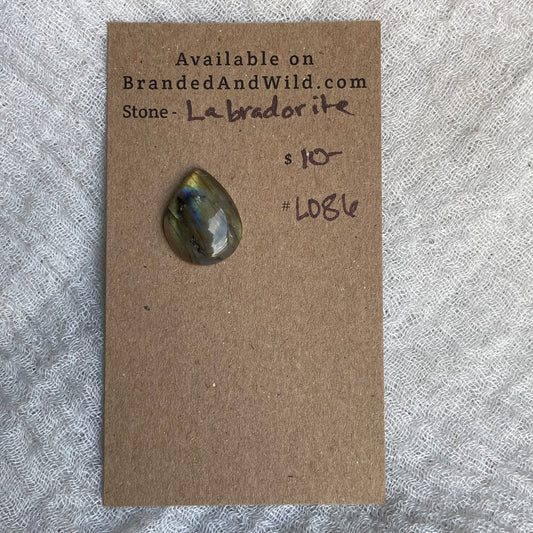 Available on
BrandedAndWild.com
Stone - Labradorite
$ 10-
# L086